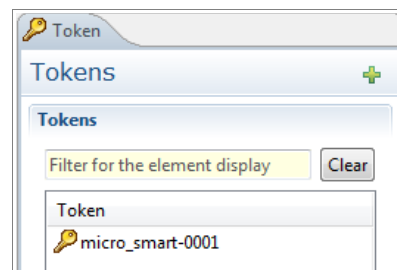 Token
Tokens
Tokens
Filter for the element display Clear
Token
micro_smart-0001